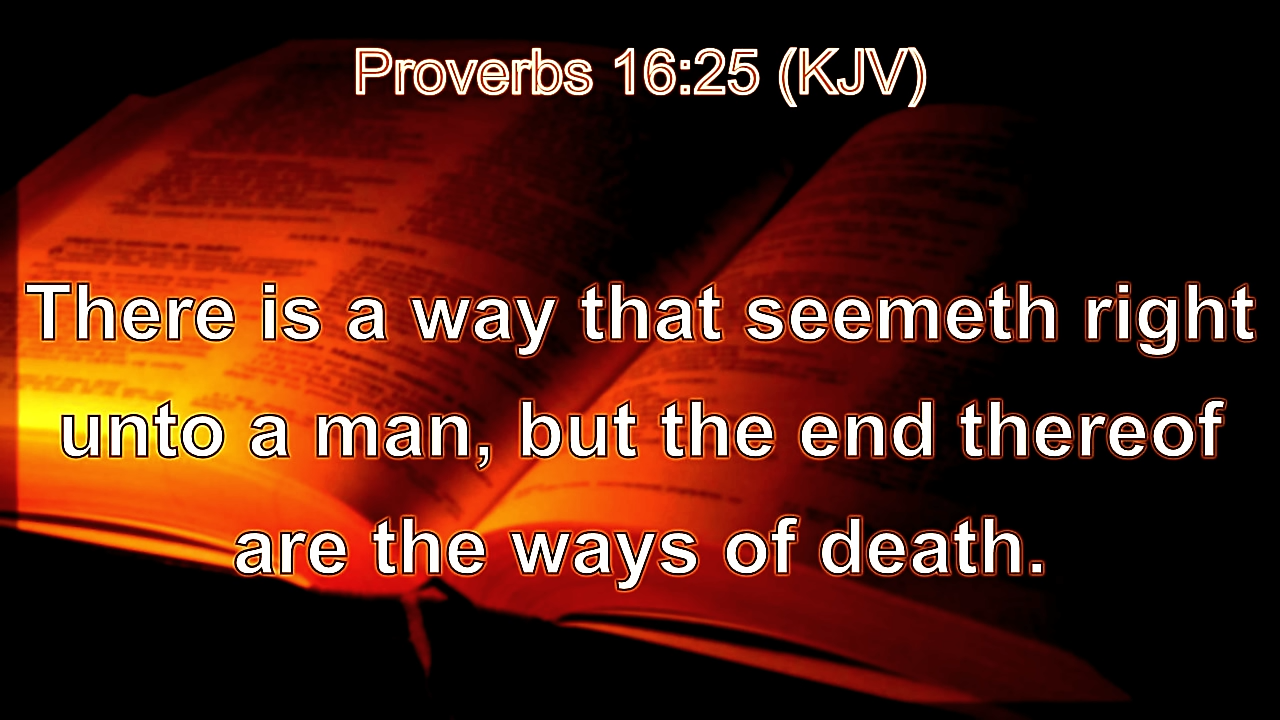 Proverbs 16:25 (KJV)
There is a way that seemeth right
unto a man, but the end thereof
are the ways of death.